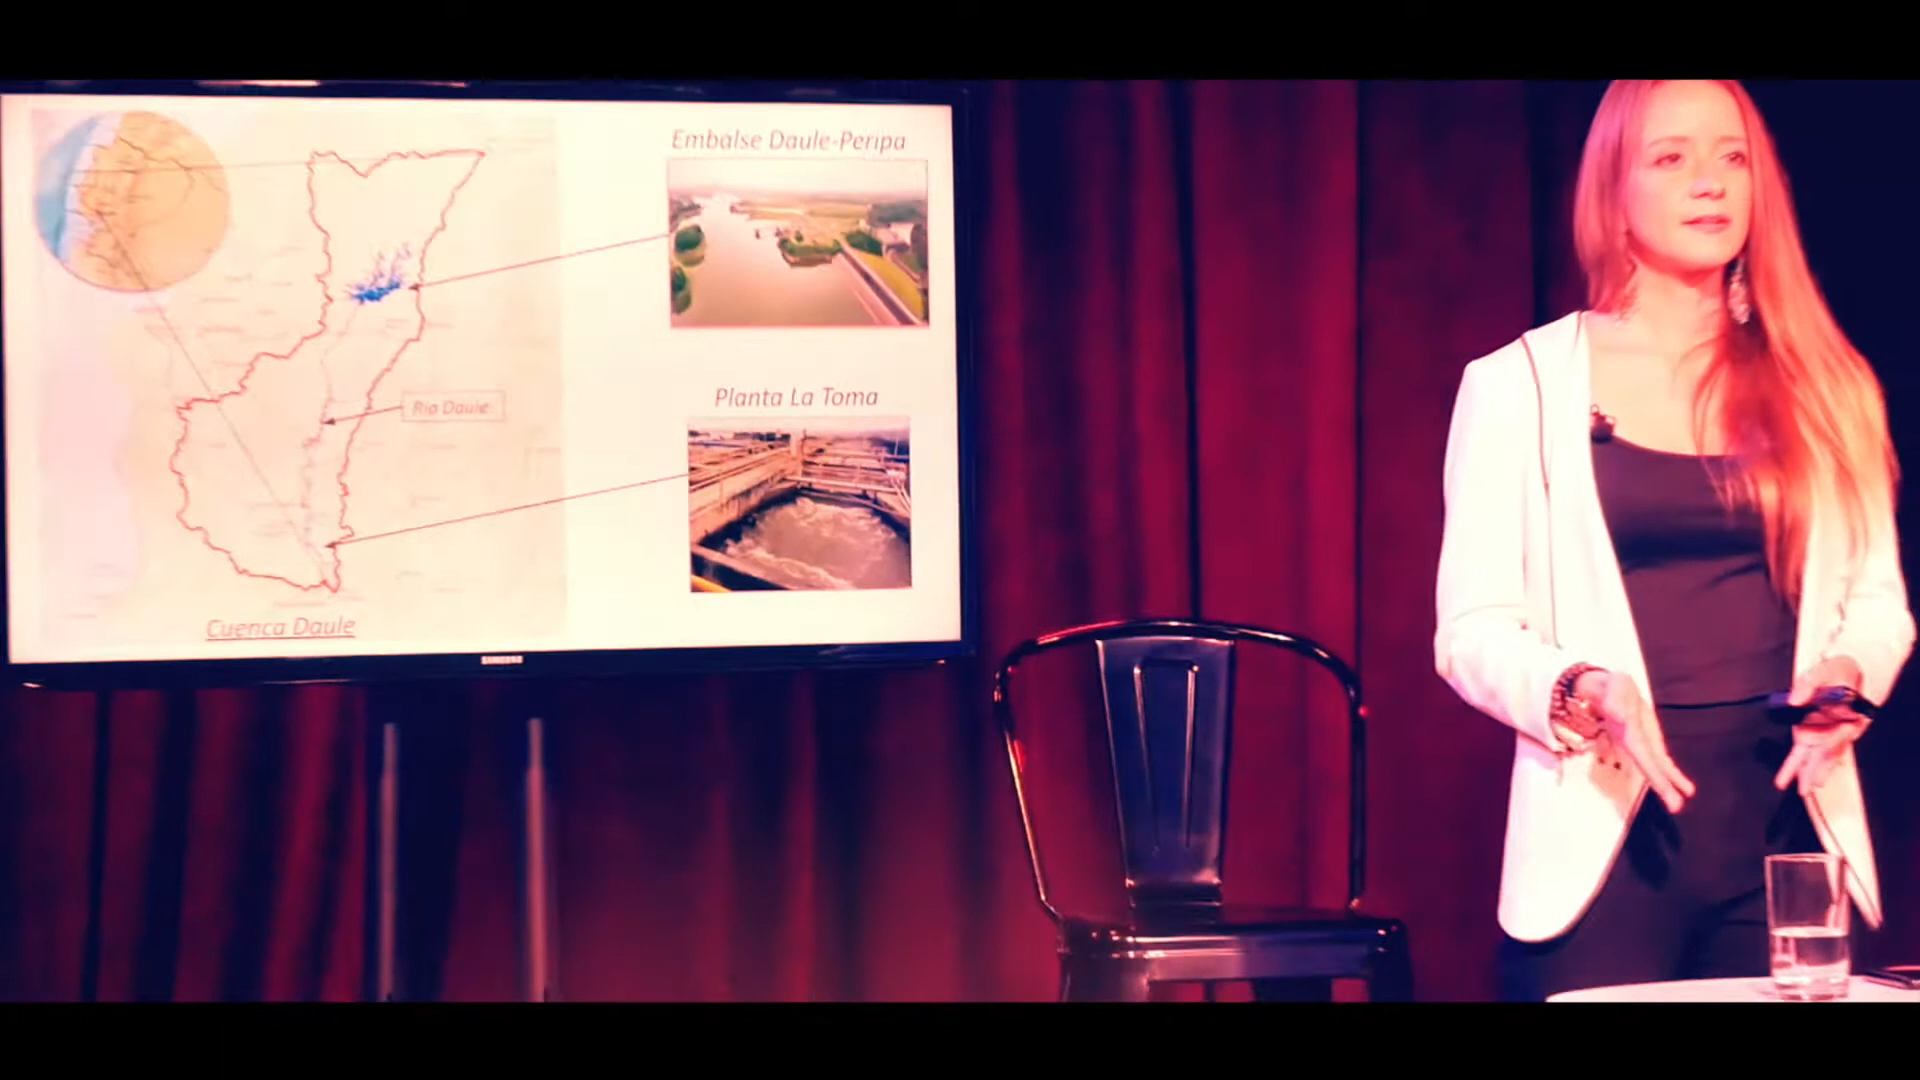 Embalse Daule-Peripa
Planta La Toma
Río Daule
Cuenca Daule
SAMSUNG